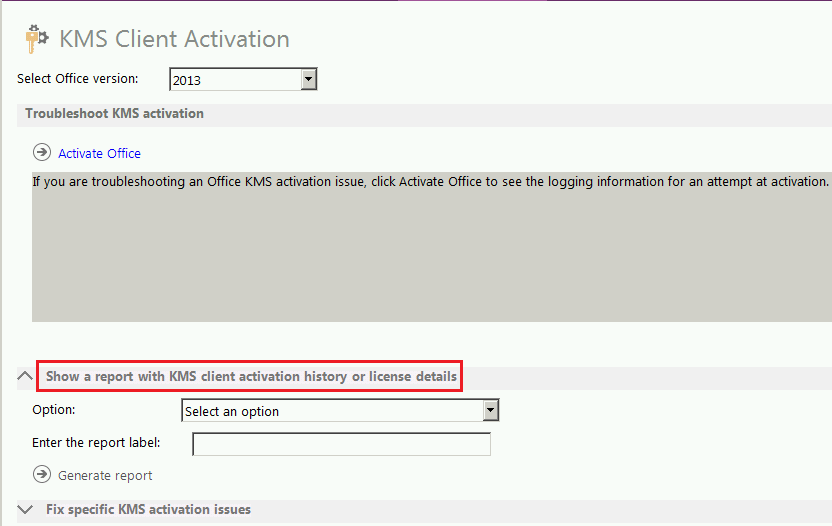 KMS Client Activation
Select Office version: 2013
Troubleshoot KMS activation
Activate Office
If you are troubleshooting an Office KMS activation issue, click Activate Office to see the logging information for an attempt at activation.
Show a report with KMS client activation history or license details
Option: Select an option
Enter the report label:
Generate report
Fix specific KMS activation issues